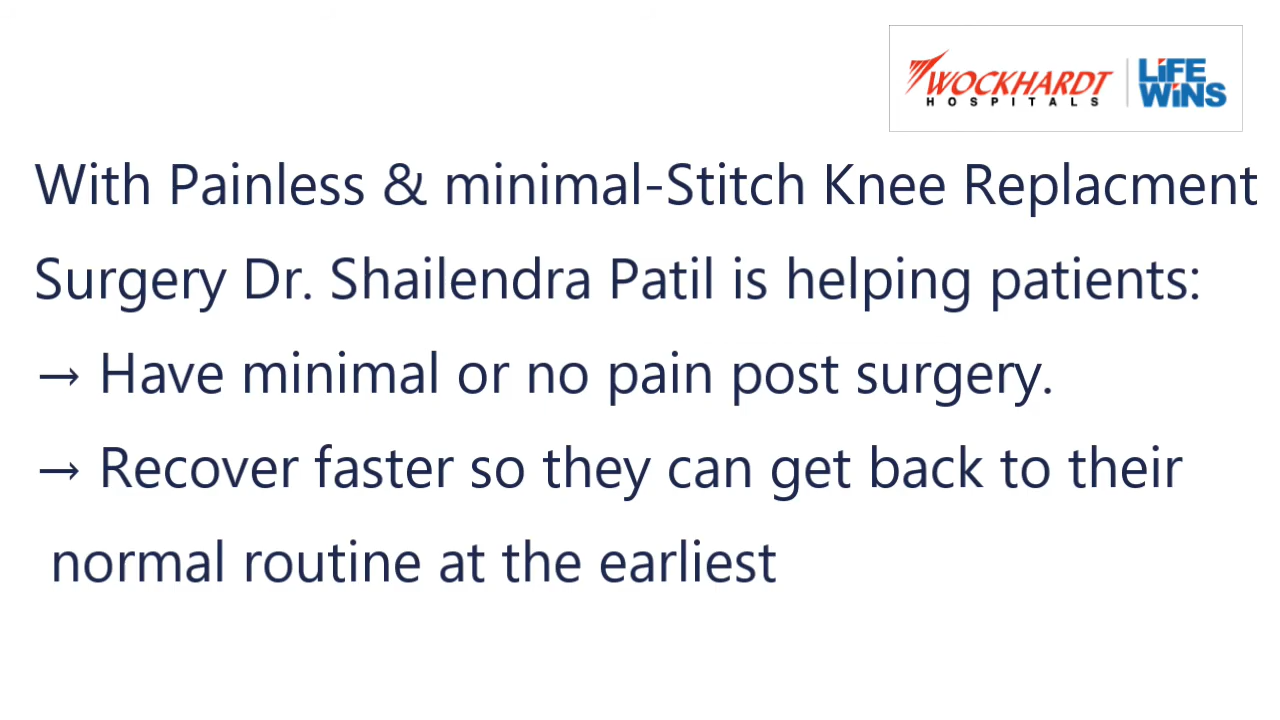 WOCKHARDT
HOSPITALS
LiFE
WiNS
With Painless & minimal-Stitch Knee Replacment
Surgery Dr. Shailendra Patil is helping patients:
→ Have minimal or no pain post surgery.
→ Recover faster so they can get back to their
normal routine at the earliest